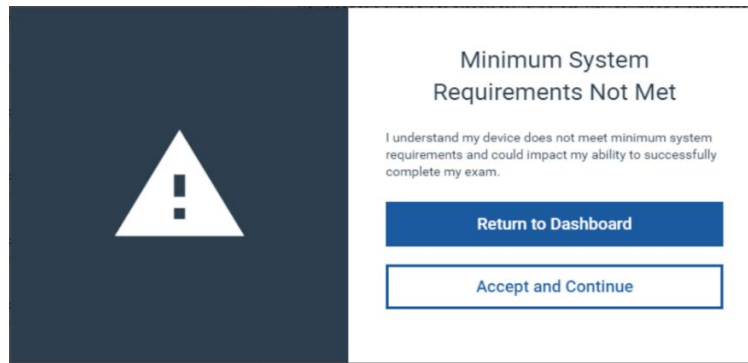 Minimum System
Requirements Not Met
I understand my device does not meet minimum system
requirements and could impact my ability to successfully
complete my exam.
Return to Dashboard
Accept and Continue